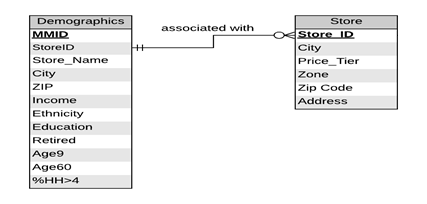 Demographics
MMID
StoreID
Store_Name
City
ZIP
Income
Ethnicity
Education
Retired
Age9
Age60
%HH>4
associated with
Store
Store_ID
City
Price_Tier
Zone
Zip Code
Address